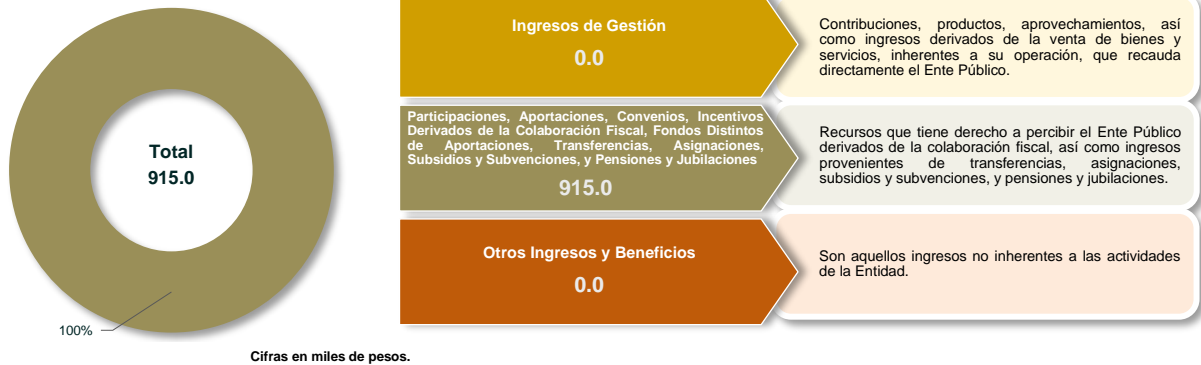 Total
915.0
100%
Ingresos de Gestión
0.0
Contribuciones, productos, aprovechamientos, así
como ingresos derivados de la venta de bienes y
servicios, inherentes a su operación, que recauda
directamente el Ente Público.
Participaciones, Aportaciones, Convenios, Incentivos
Derivados de la Colaboración Fiscal, Fondos Distintos
de Aportaciones, Transferencias, Asignaciones,
Subsidios y Subvenciones, y Pensiones y Jubilaciones
915.0
Recursos que tiene derecho a percibir el Ente Público
derivados de la colaboración fiscal, así como ingresos
provenientes de transferencias, asignaciones,
subsidios y subvenciones, y pensiones y jubilaciones.
Otros Ingresos y Beneficios
0.0
Son aquellos ingresos no inherentes a las actividades
de la Entidad.
Cifras en miles de pesos.